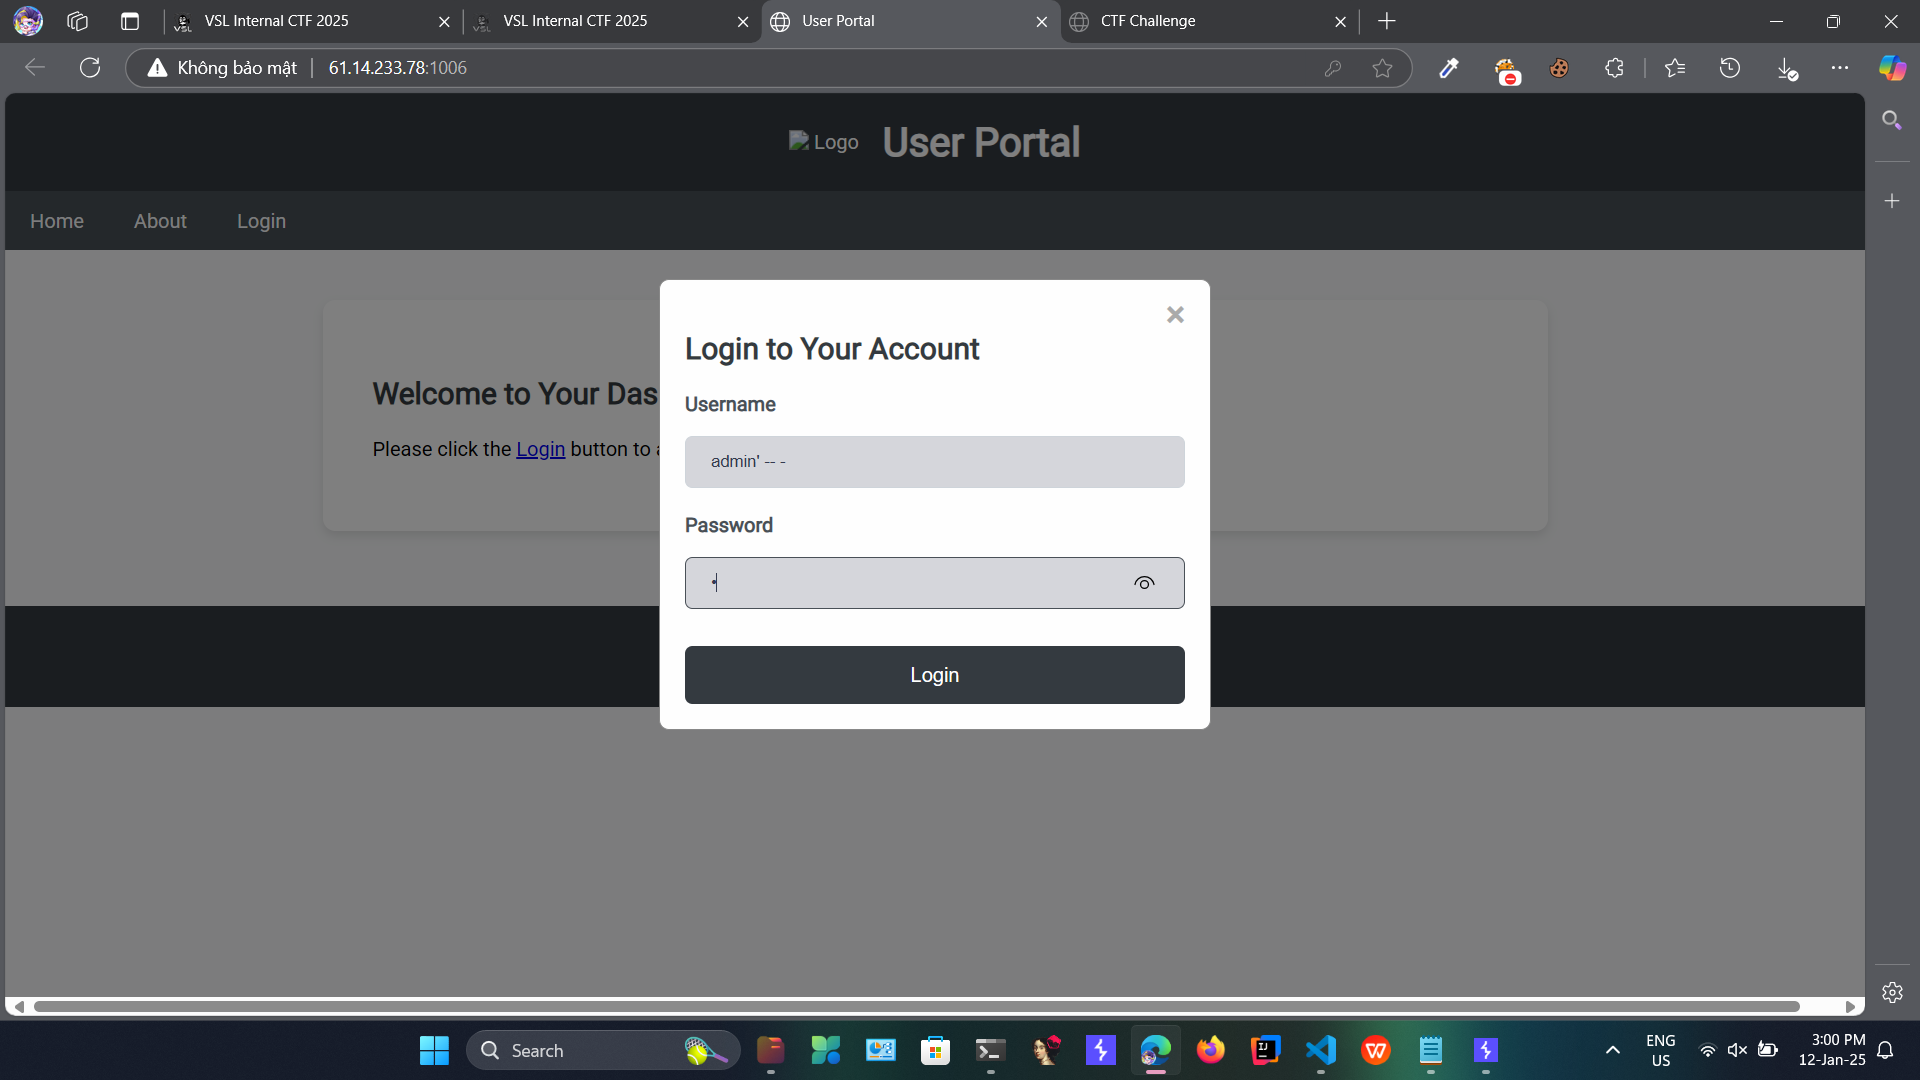 VSL Internal CTF 2025
VSL Internal CTF 2025
User Portal
CTF Challenge
Không bảo mật
61.14.233.78:1006
Logo
User Portal
Home
About
Login
Login to Your Account
Welcome to Your Das
Username
Please click the Login button to a
admin' -- -
Password
Login
Search
ENG
US
3:00 PM
12-Jan-25